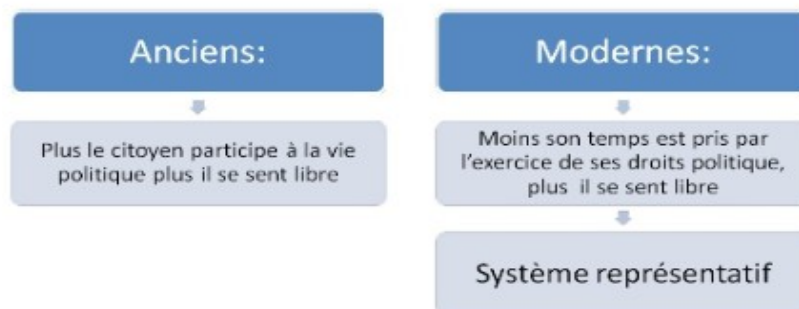 Anciens:
Plus le citoyen participe à la vie
politique plus il se sent libre
Modernes:
Moins son temps est pris par
l'exercice de ses droits politique,
plus il se sent libre
Système représentatif